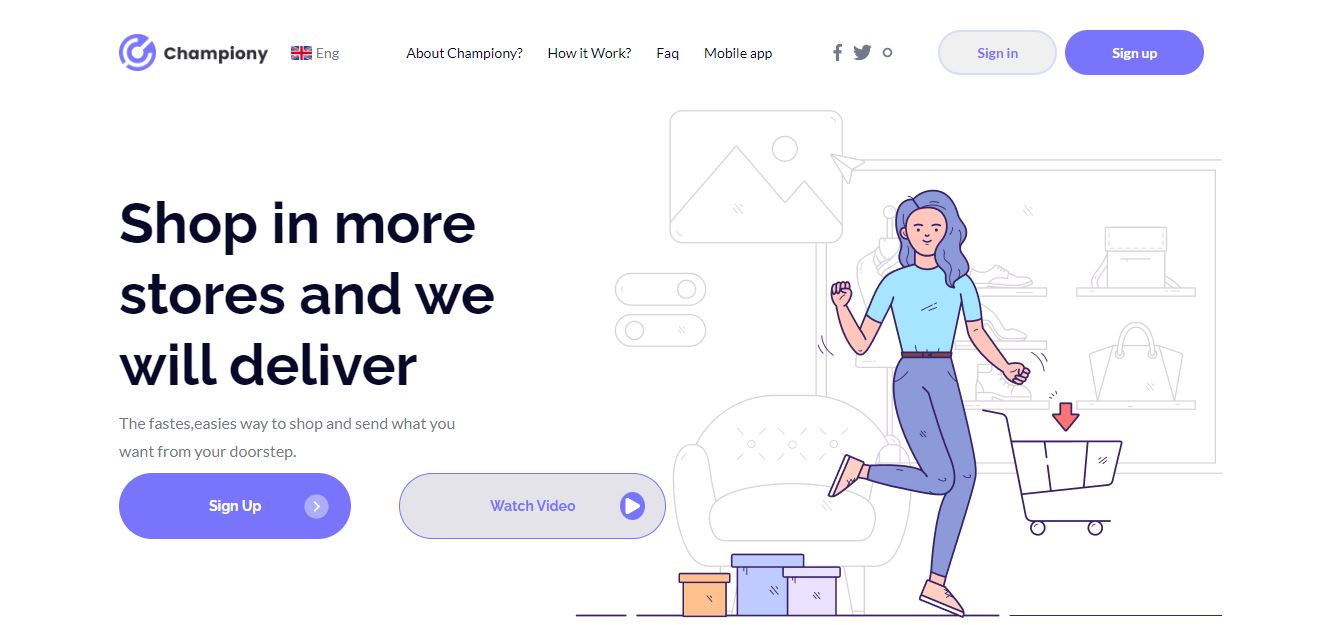 Championy
Eng
About Championy?
How it Work?
Faq
Mobile app
Sign in
Sign up
Shop in more
stores and we
will deliver
The fastes,easies way to shop and send what you
want from your doorstep.
Sign Up
Watch Video